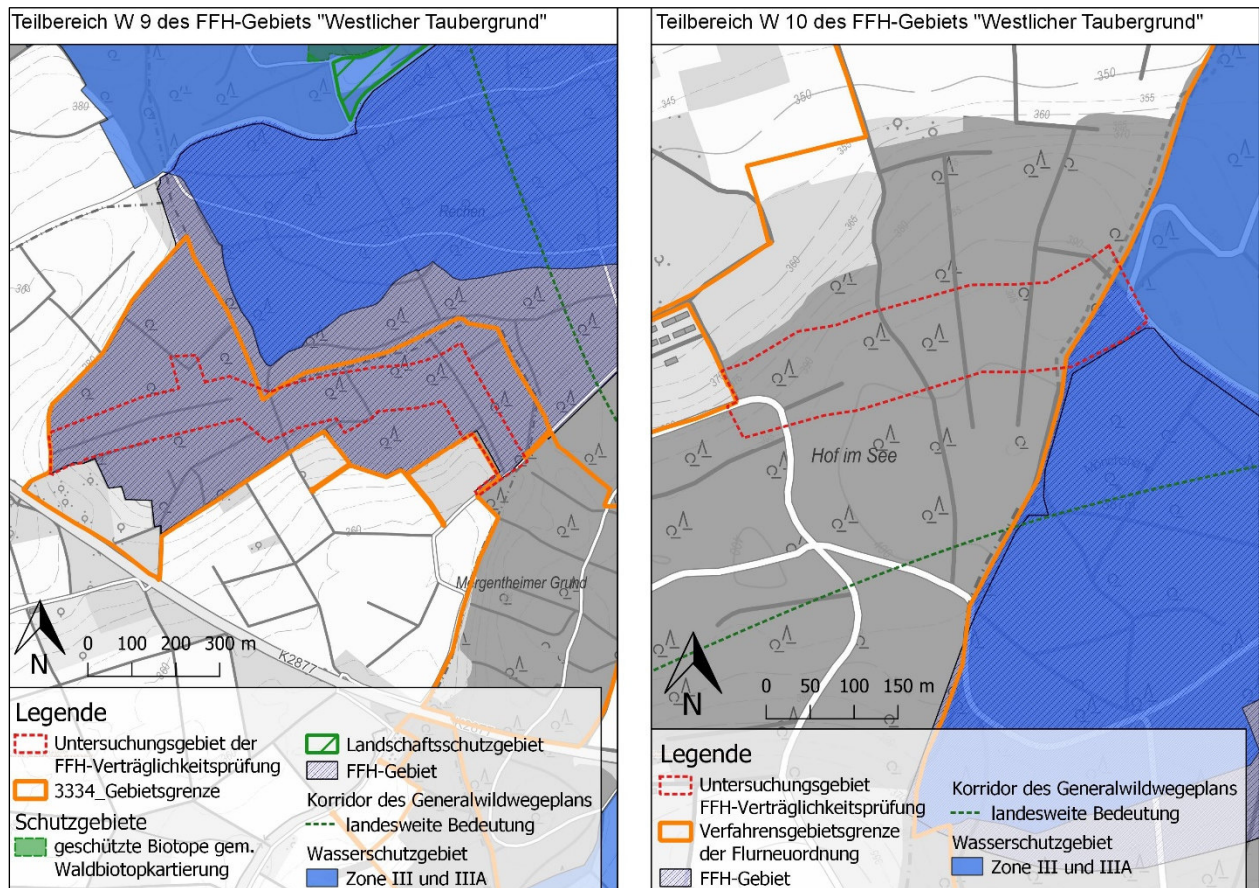 Teilbereich W 9 des FFH-Gebiets "Westlicher Taubergrund"
380
Rechen
360
Morgentheimer Grund
K2877
N
0 100 200 300 m
Legende
Untersuchungsgebiet der
FFH-Verträglichkeitsprüfung
3334_Gebietsgrenze
Schutzgebiete
geschützte Biotope gem.
Waldbiotopkartierung
Landschaftsschutzgebiet
FFH-Gebiet
Korridor des Generalwildwegeplans
landesweite Bedeutung
Wasserschutzgebiet
Zone III und IIIA
Teilbereich W 10 des FFH-Gebiets "Westlicher Taubergrund"
345
350
350
355
360
365
360
Hof im See
N
0 50 100 150 m
Legende
Untersuchungsgebiet
FFH-Verträglichkeitsprüfung
Verfahrensgebietsgrenze
der Flurneuordnung
FFH-Gebiet
Korridor des Generalwildwegeplans
landesweite Bedeutung
Wasserschutzgebiet
Zone III und IIIA